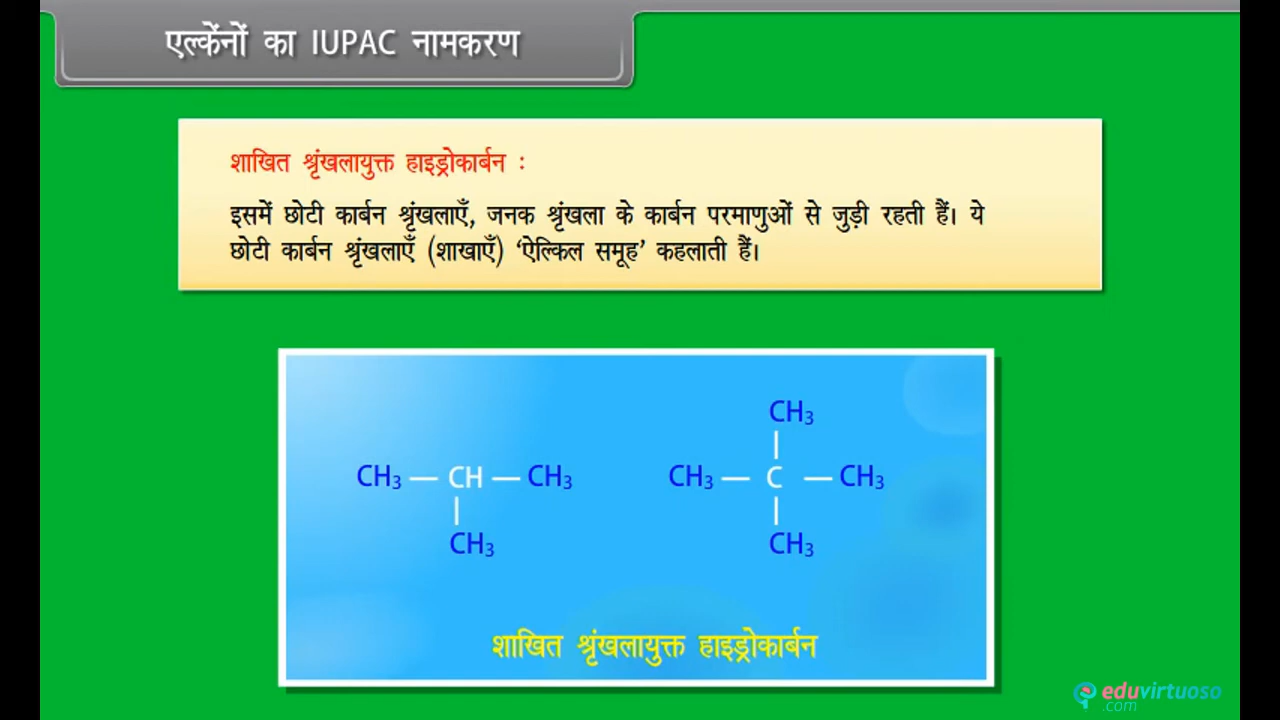 एल्केंनों का IUPAC नामकरण
शाखित श्रृंखलायुक्त हाइड्रोकार्बन :
इसमें छोटी कार्बन श्रृंखलाएँ, जनक श्रृंखला के कार्बन परमाणुओं से जुड़ी रहती हैं। ये
छोटी कार्बन श्रृंखलाएँ (शाखाएँ) ‘ऐल्किल समूह’ कहलाती हैं।
CH₃
CH₃ — CH — CH₃ CH₃ — C — CH₃
CH₃ CH₃
शाखित श्रृंखलायुक्त हाइड्रोकार्बन
eduvirtuoso
.com